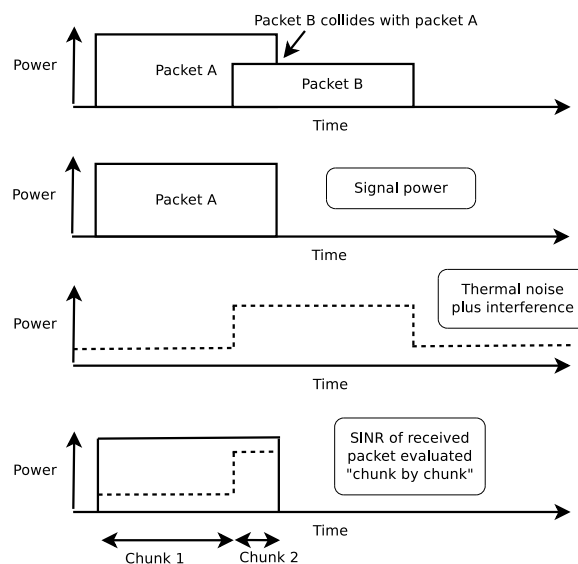 Packet B collides with packet A
Power
Packet A
Packet B
Time
Power
Packet A
Signal power
Time
Power
Thermal noise
plus interference
Time
Power
SINR of received
packet evaluated
"chunk by chunk"
Time
Chunk 1
Chunk 2